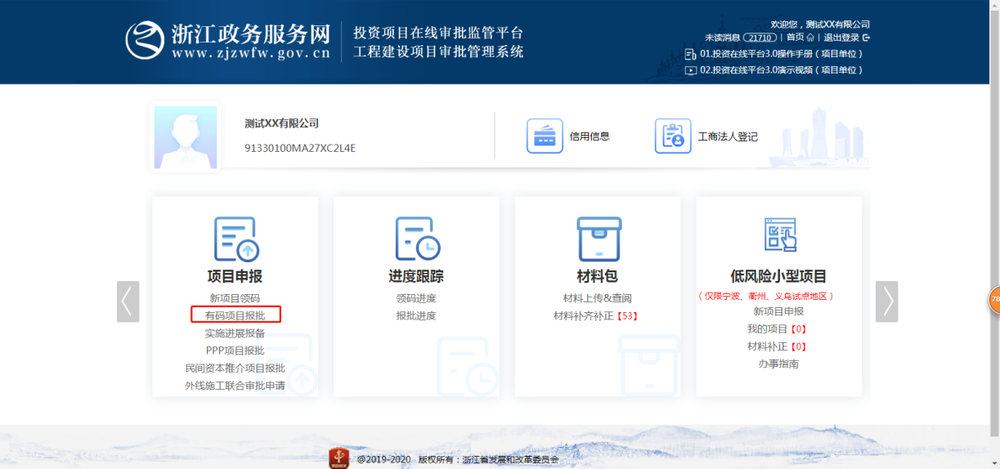 浙江政务服务网
www.zjzwfw.gov.cn
投资项目在线审批监管平台
工程建设项目审批管理系统
欢迎您，测试XX有限公司
未读消息 21710 | 首页 | 退出登录
01.投资在线平台3.0操作手册（项目单位）
02.投资在线平台3.0演示视频（项目单位）
测试XX有限公司
91330100MA27XC2L4E
信用信息
工商法人登记
项目申报
新项目领码
有码项目报批
实施进展报备
PPP项目报批
民间资本推介项目报批
外线施工联合审批申请
进度跟踪
领码进度
报批进度
材料包
材料上传&查阅
材料补齐补正【53】
低风险小型项目
（仅限宁波、衢州、义乌试点地区）
新项目申报
我的项目【0】
材料补正【0】
办事指南
78
@2019-2020 版权所有：浙江省发展和改革委员会